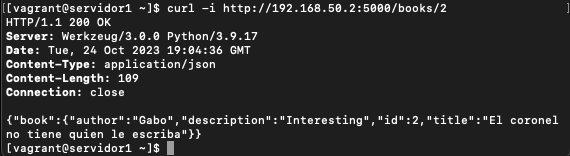 [vagrant@servidor1 ~]$ curl -i http://192.168.50.2:5000/books/2
HTTP/1.1 200 OK
Server: Werkzeug/3.0.0 Python/3.9.17
Date: Tue, 24 Oct 2023 19:04:36 GMT
Content-Type: application/json
Content-Length: 109
Connection: close

{"book":{"author":"Gabo","description":"Interesting","id":2,"title":"El coronel
no tiene quien le escriba"}}
[vagrant@servidor1 ~]$